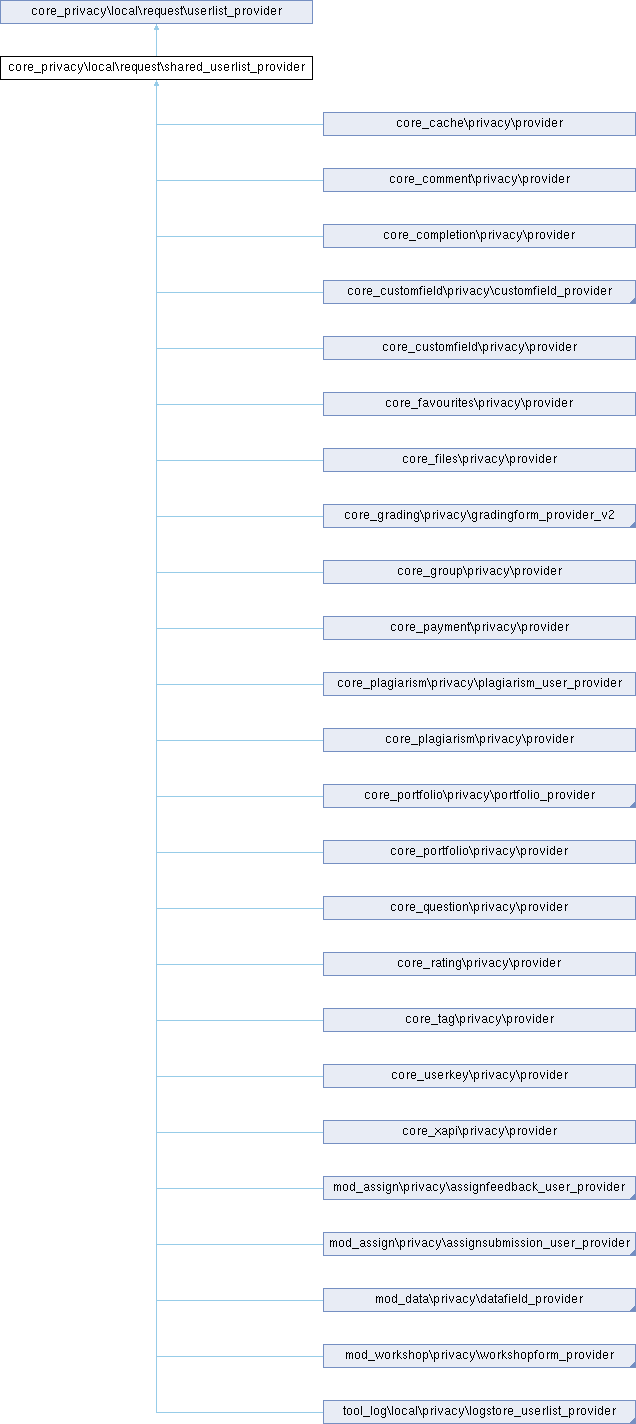 core_privacy\local\request\userlist_provider
core_privacy\local\request\shared_userlist_provider
core_cache\privacy\provider
core_comment\privacy\provider
core_completion\privacy\provider
core_customfield\privacy\customfield_provider
core_customfield\privacy\provider
core_favourites\privacy\provider
core_files\privacy\provider
core_grading\privacy\gradingform_provider_v2
core_group\privacy\provider
core_payment\privacy\provider
core_plagiarism\privacy\plagiarism_user_provider
core_plagiarism\privacy\provider
core_portfolio\privacy\portfolio_provider
core_portfolio\privacy\provider
core_question\privacy\provider
core_rating\privacy\provider
core_tag\privacy\provider
core_userkey\privacy\provider
core_xapi\privacy\provider
mod_assign\privacy\assignfeedback_user_provider
mod_assign\privacy\assignsubmission_user_provider
mod_data\privacy\datafield_provider
mod_workshop\privacy\workshopform_provider
tool_log\local\privacy\logstore_userlist_provider